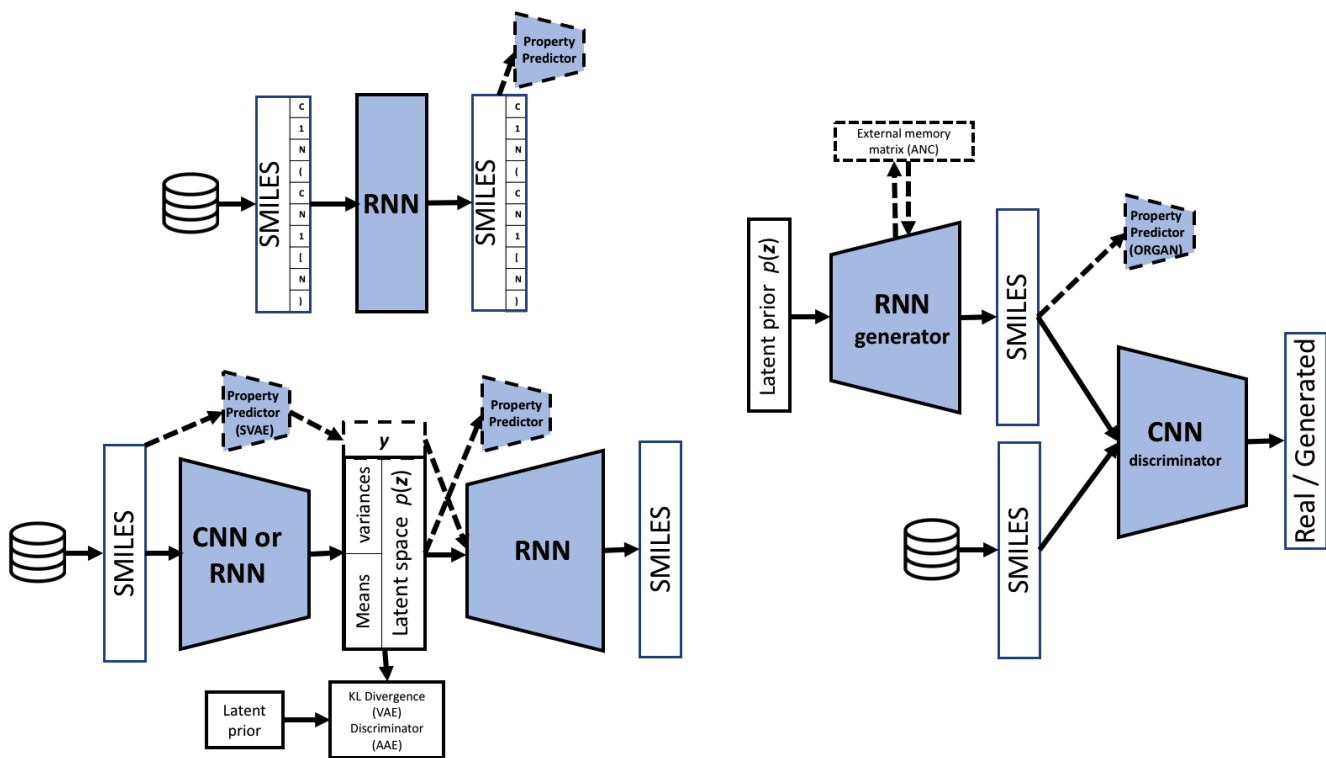 Property
Predictor
SMILES
C
1
N
(
C
N
1
[
N
)
RNN
SMILES
C
1
N
(
C
N
1
[
N
)
Property
Predictor
(SVAE)
Property
Predictor
SMILES
CNN or
RNN
y
Means
variances
Latent space p(z)
RNN
SMILES
Latent
prior
KL Divergence
(VAE)
Discriminator
(AAE)
External memory
matrix (ANC)
Latent prior p(z)
RNN
generator
SMILES
Property
Predictor
(ORGAN)
SMILES
CNN
discriminator
Real / Generated